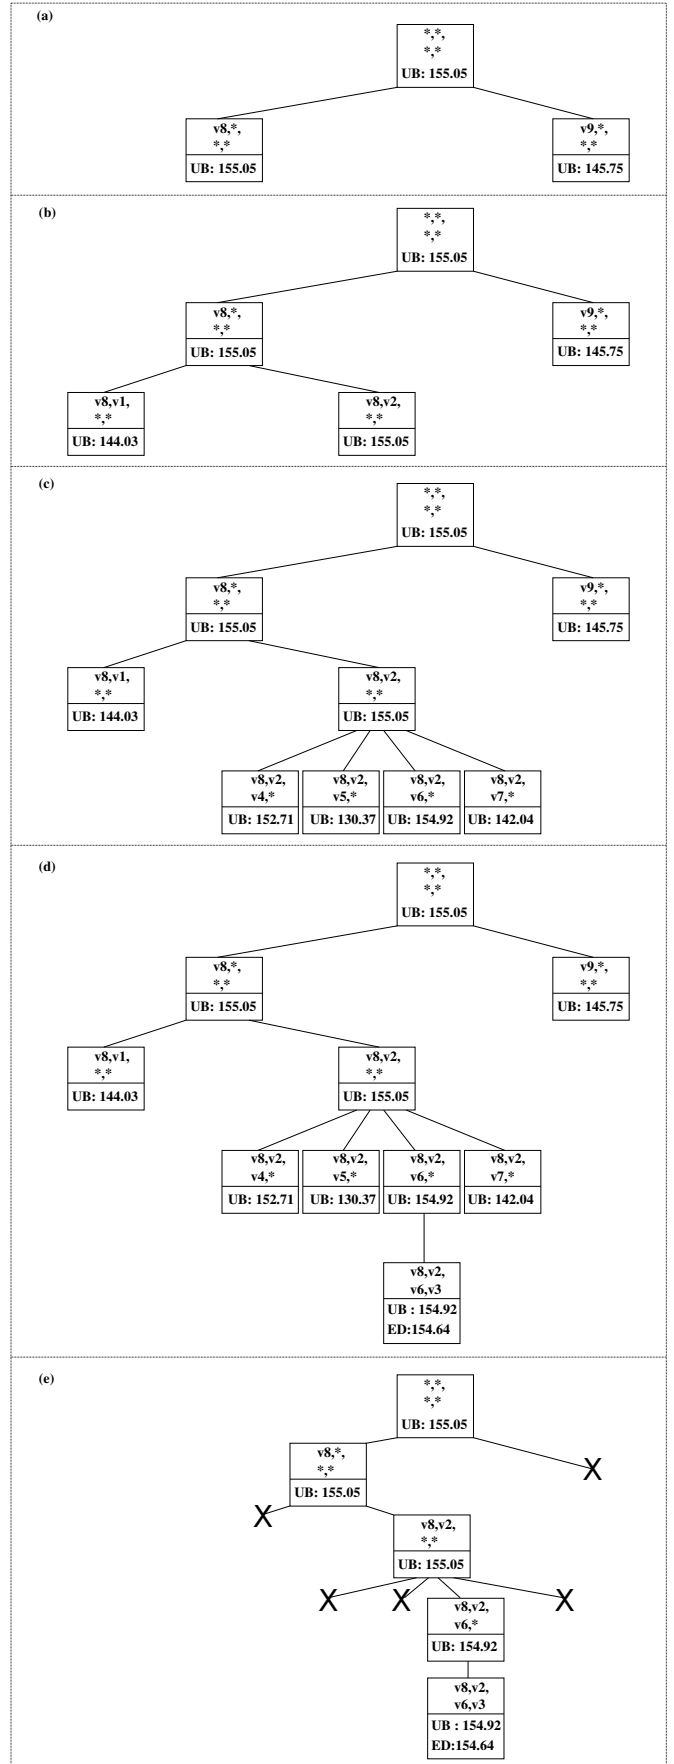 (a)
*,*,
*,*
UB: 155.05
v8,*,
*,*
UB: 155.05
v9,*,
*,*
UB: 145.75
(b)
*,*,
*,*
UB: 155.05
v8,*,
*,*
UB: 155.05
v9,*,
*,*
UB: 145.75
v8,v1,
*,*
UB: 144.03
v8,v2,
*,*
UB: 155.05
(c)
*,*,
*,*
UB: 155.05
v8,*,
*,*
UB: 155.05
v9,*,
*,*
UB: 145.75
v8,v1,
*,*
UB: 144.03
v8,v2,
*,*
UB: 155.05
v8,v2,
v4,*
UB: 152.71
v8,v2,
v5,*
UB: 130.37
v8,v2,
v6,*
UB: 154.92
v8,v2,
v7,*
UB: 142.04
(d)
*,*,
*,*
UB: 155.05
v8,*,
*,*
UB: 155.05
v9,*,
*,*
UB: 145.75
v8,v1,
*,*
UB: 144.03
v8,v2,
*,*
UB: 155.05
v8,v2,
v4,*
UB: 152.71
v8,v2,
v5,*
UB: 130.37
v8,v2,
v6,*
UB: 154.92
v8,v2,
v7,*
UB: 142.04
v8,v2,
v6,v3
UB : 154.92
ED:154.64
(e)
*,*,
*,*
UB: 155.05
v8,*,
*,*
UB: 155.05
X
X
v8,v2,
*,*
UB: 155.05
X
X
X
v8,v2,
v6,*
UB: 154.92
v8,v2,
v6,v3
UB : 154.92
ED:154.64